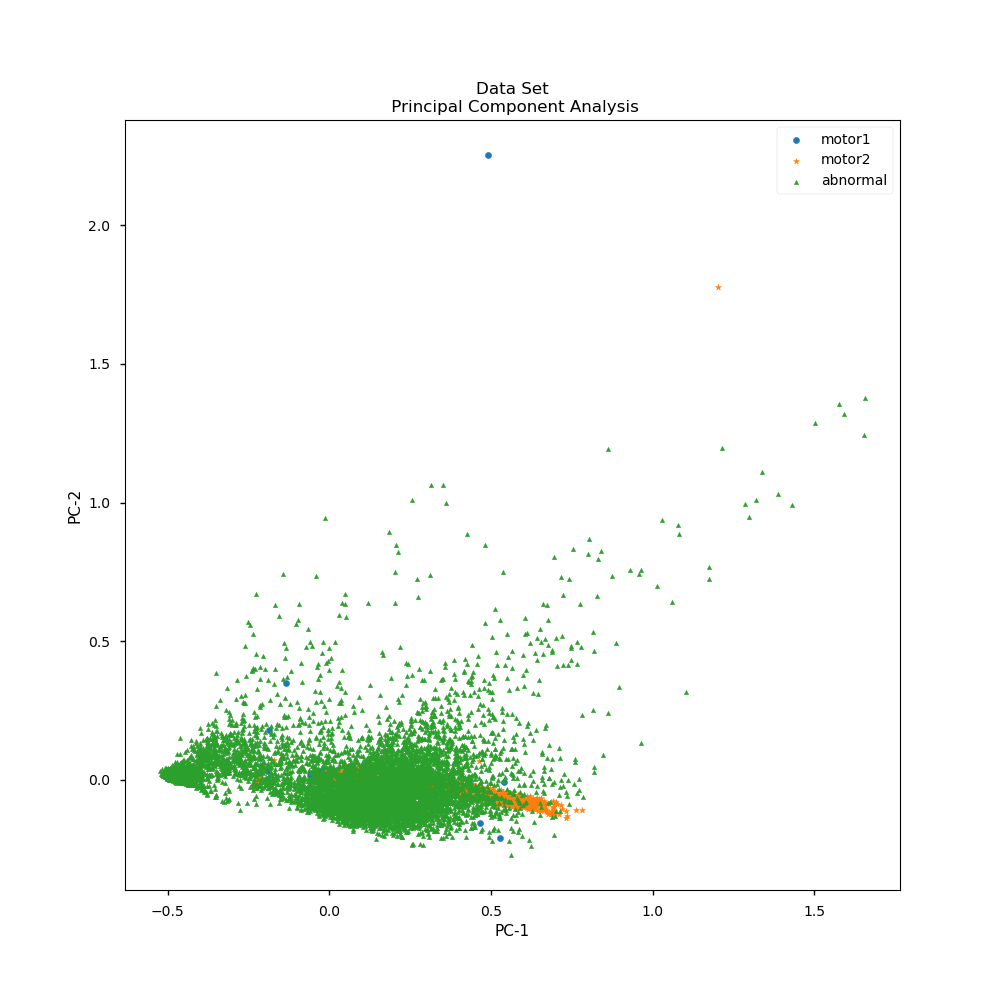 Data Set
Principal Component Analysis
motor1
motor2
abnormal
2.0
1.5
1.0
0.5
0.0
PC-2
−0.5
0.0
0.5
1.0
1.5
PC-1